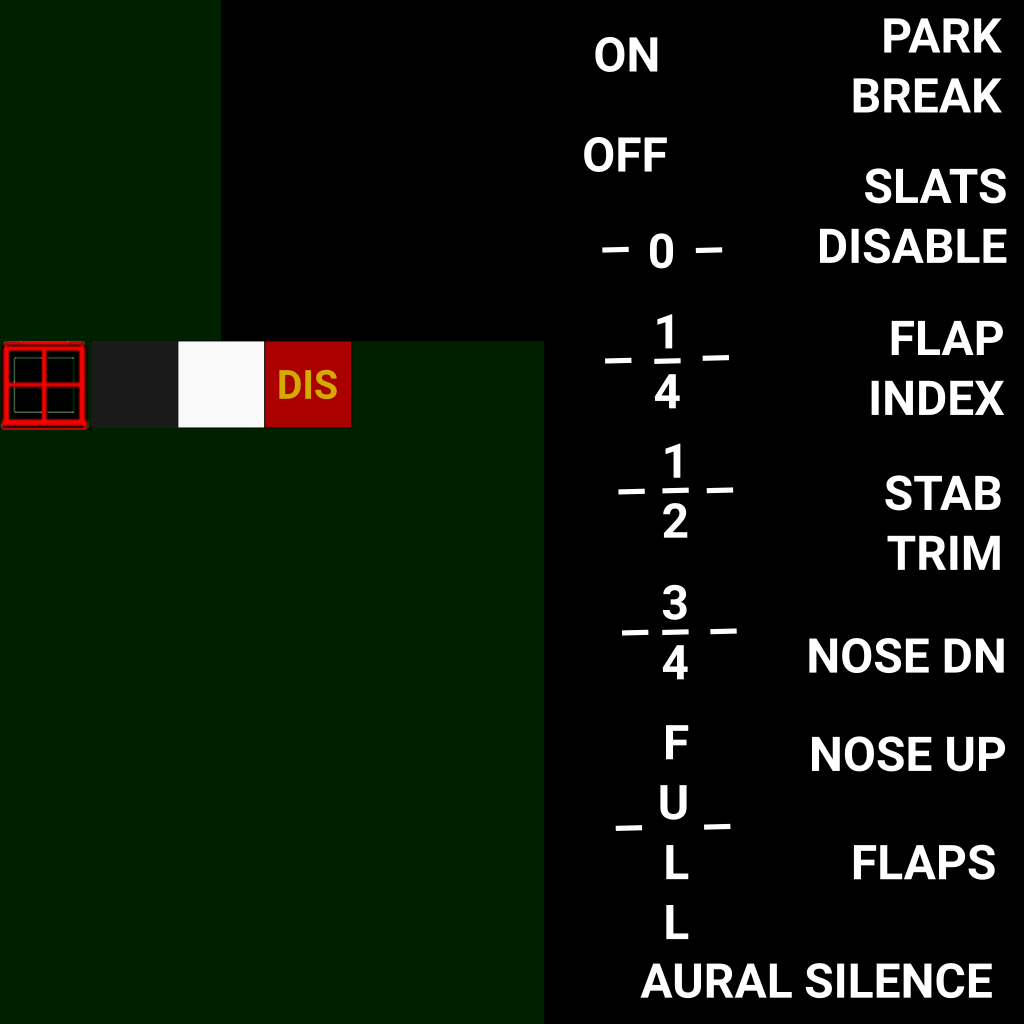 ON
OFF
– 0 –
– 1/4 –
– 1/2 –
– 3/4 –
F
U
– –
L
L
PARK
BREAK
SLATS
DISABLE
FLAP
INDEX
STAB
TRIM
NOSE DN
NOSE UP
FLAPS
AURAL SILENCE
DIS